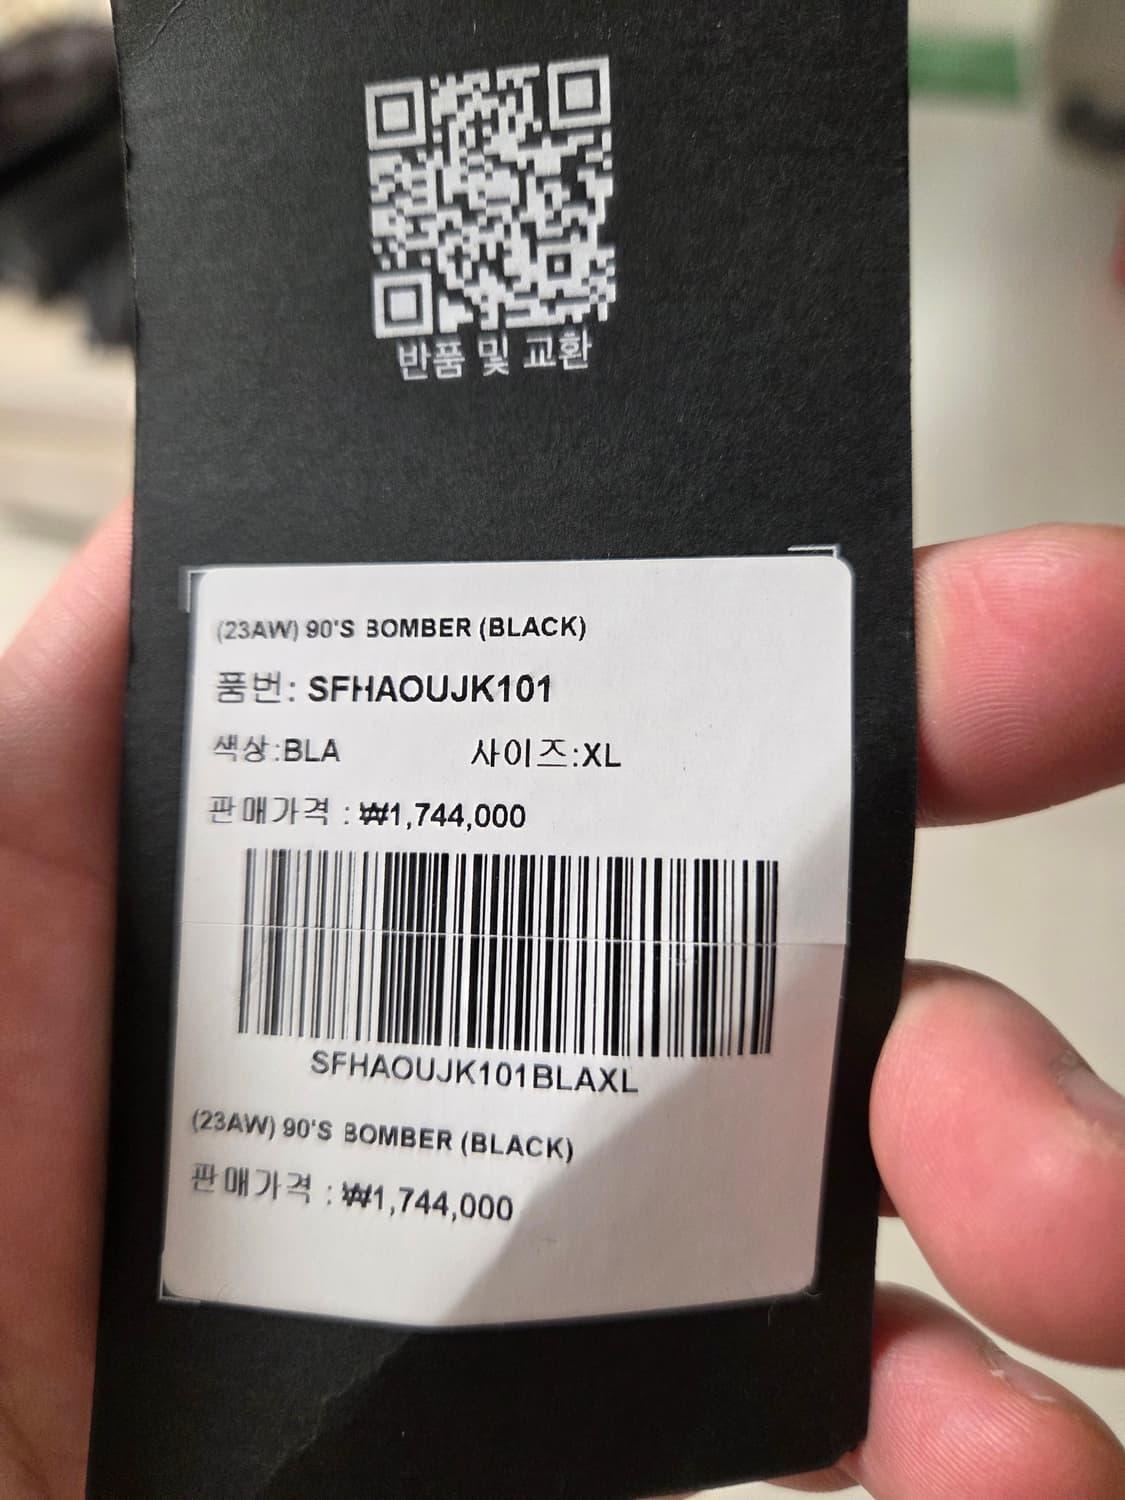 반품 및 교환
(23AW) 90'S BOMBER (BLACK)
품번: SFHAOUJK101
색상:BLA 사이즈:XL
판매가격 : ₩1,744,000
SFHAOUJK101BLAXL
(23AW) 90'S BOMBER (BLACK)
판매가격 : ₩1,744,000